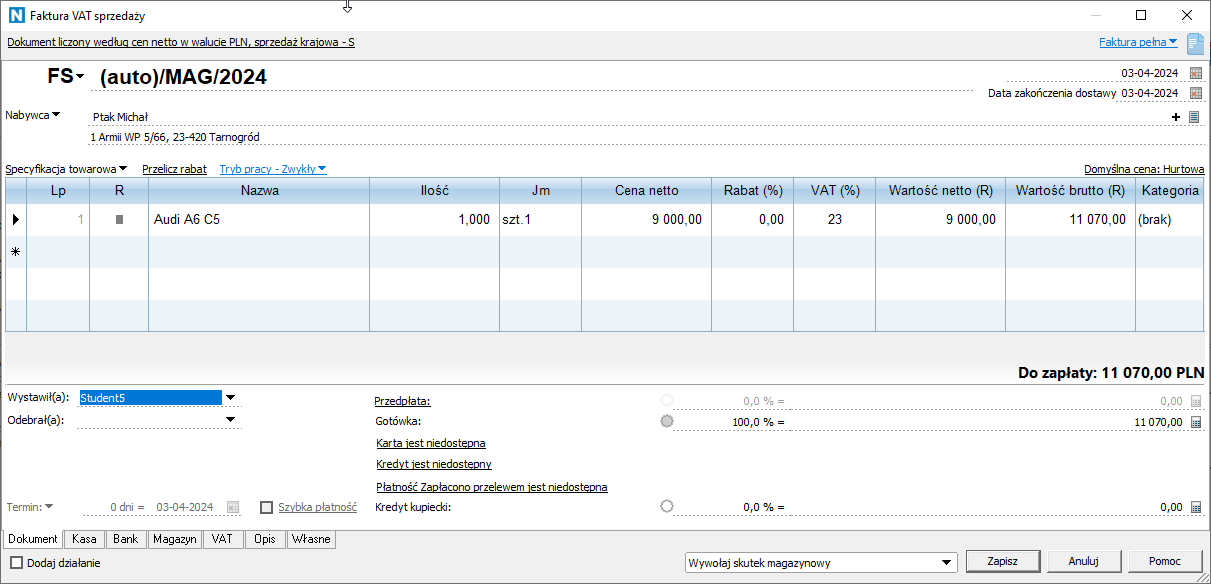 N Faktura VAT sprzedaży
Dokument liczony według cen netto w walucie PLN, sprzedaż krajowa - S Faktura pełna
FS (auto)/MAG/2024 03-04-2024
Data zakończenia dostawy 03-04-2024
Nabywca Ptak Michał
1 Armii WP 5/66, 23-420 Tarnogród
Specyfikacja towarowa Przelicz rabat Tryb pracy - Zwykły Domyślna cena: Hurtowa
Lp R Nazwa Ilość Jm Cena netto Rabat (%) VAT (%) Wartość netto (R) Wartość brutto (R) Kategoria
1 Audi A6 C5 1,000 szt.1 9 000,00 0,00 23 9 000,00 11 070,00 (brak)
Do zapłaty: 11 070,00 PLN
Wystawił(a): Student5 Przedpłata: 0,0 % = 0,00
Odebrał(a): Gotówka: 100,0 % = 11 070,00
Karta jest niedostępna
Kredyt jest niedostępny
Płatność Zapłacono przelewem jest niedostępna
Termin: 0 dni = 03-04-2024 Szybka płatność Kredyt kupiecki: 0,0 % = 0,00
Dokument Kasa Bank Magazyn VAT Opis Własne
Dodaj działanie Wywołaj skutek magazynowy Zapisz Anuluj Pomoc